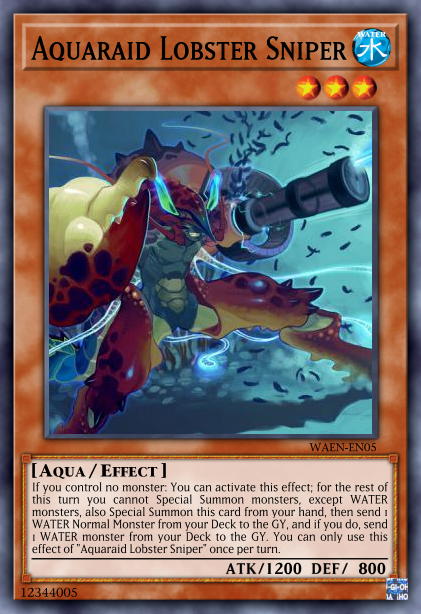 AQUARAID LOBSTER SNIPER
WATER
水
WAEN-EN05
[AQUA / EFFECT]
If you control no monster: You can activate this effect; for the rest of
this turn you cannot Special Summon monsters, except WATER
monsters, also Special Summon this card from your hand, then send 1
WATER Normal Monster from your Deck to the GY, and if you do, send
1 WATER monster from your Deck to the GY. You can only use this
effect of "Aquaraid Lobster Sniper" once per turn.
ATK/1200 DEF/ 800
12344005